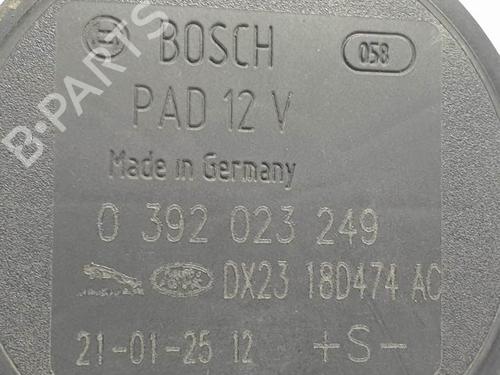 BOSCH 058
PAD 12 V
Made in Germany
0 392 023 249
DX23 18D474 AC
21-01-25 12 +S-
B-PARTS